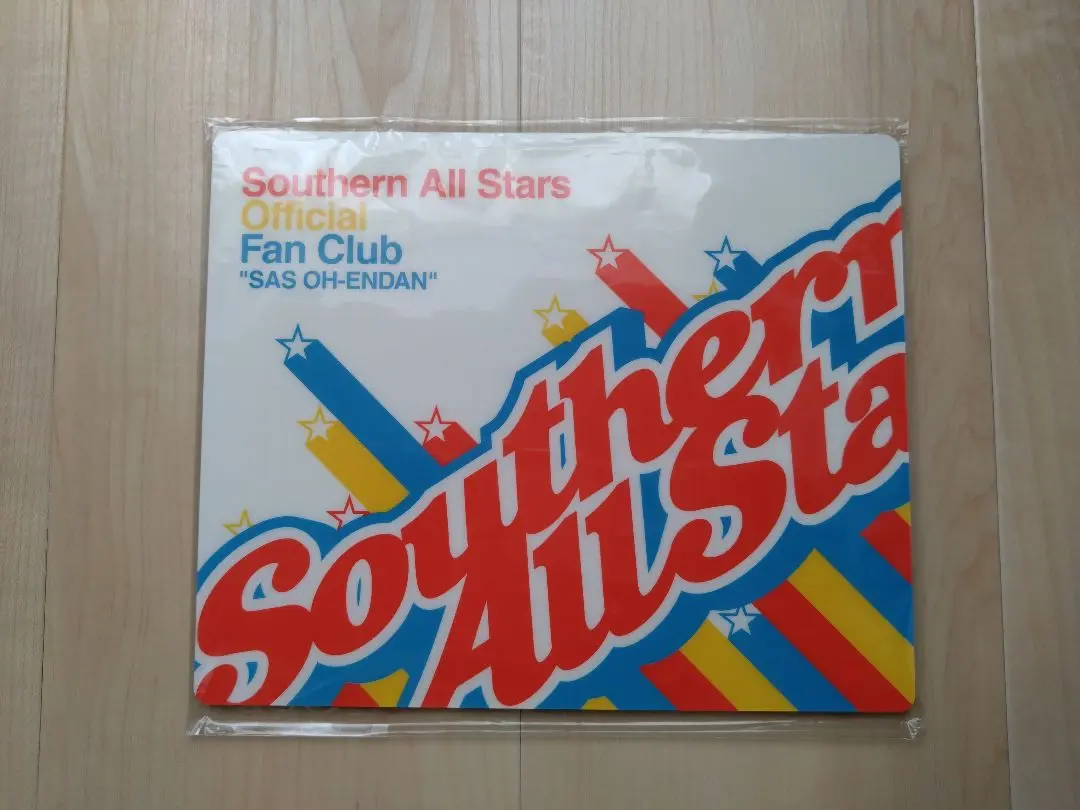 Southern All Stars
Official
Fan Club
"SAS OH-ENDAN"
Southern
All Sta